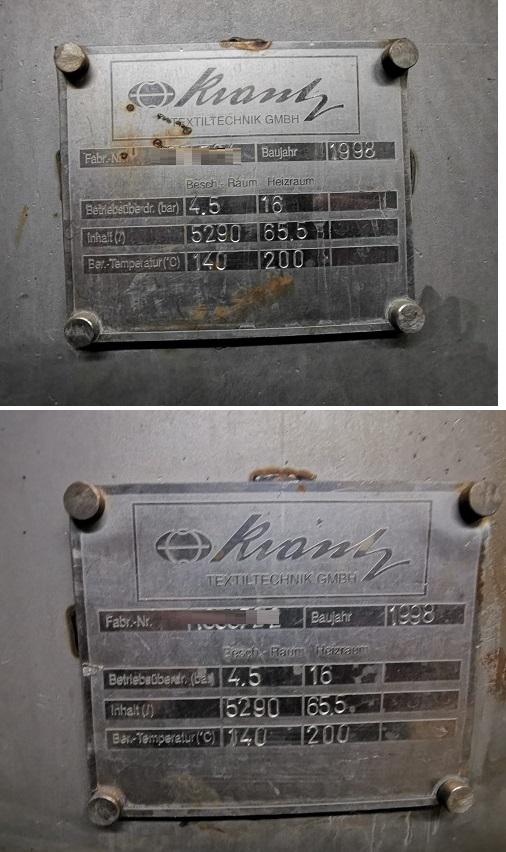 Krantz
TEXTILTECHNIK GMBH
Fabr.-Nr. Baujahr 1998
Besch.-Raum Heizraum
Betriebsüberdr. (bar) 4.5 16
Inhalt (l) 5290 65.5
Ber.-Temperatur (°C) 140 200
Krantz
TEXTILTECHNIK GMBH
Fabr.-Nr. Baujahr 1998
Besch.-Raum Heizraum
Betriebsüberdr. (bar) 4.5 16
Inhalt (l) 5290 65.5
Ber.-Temperatur (°C) 140 200